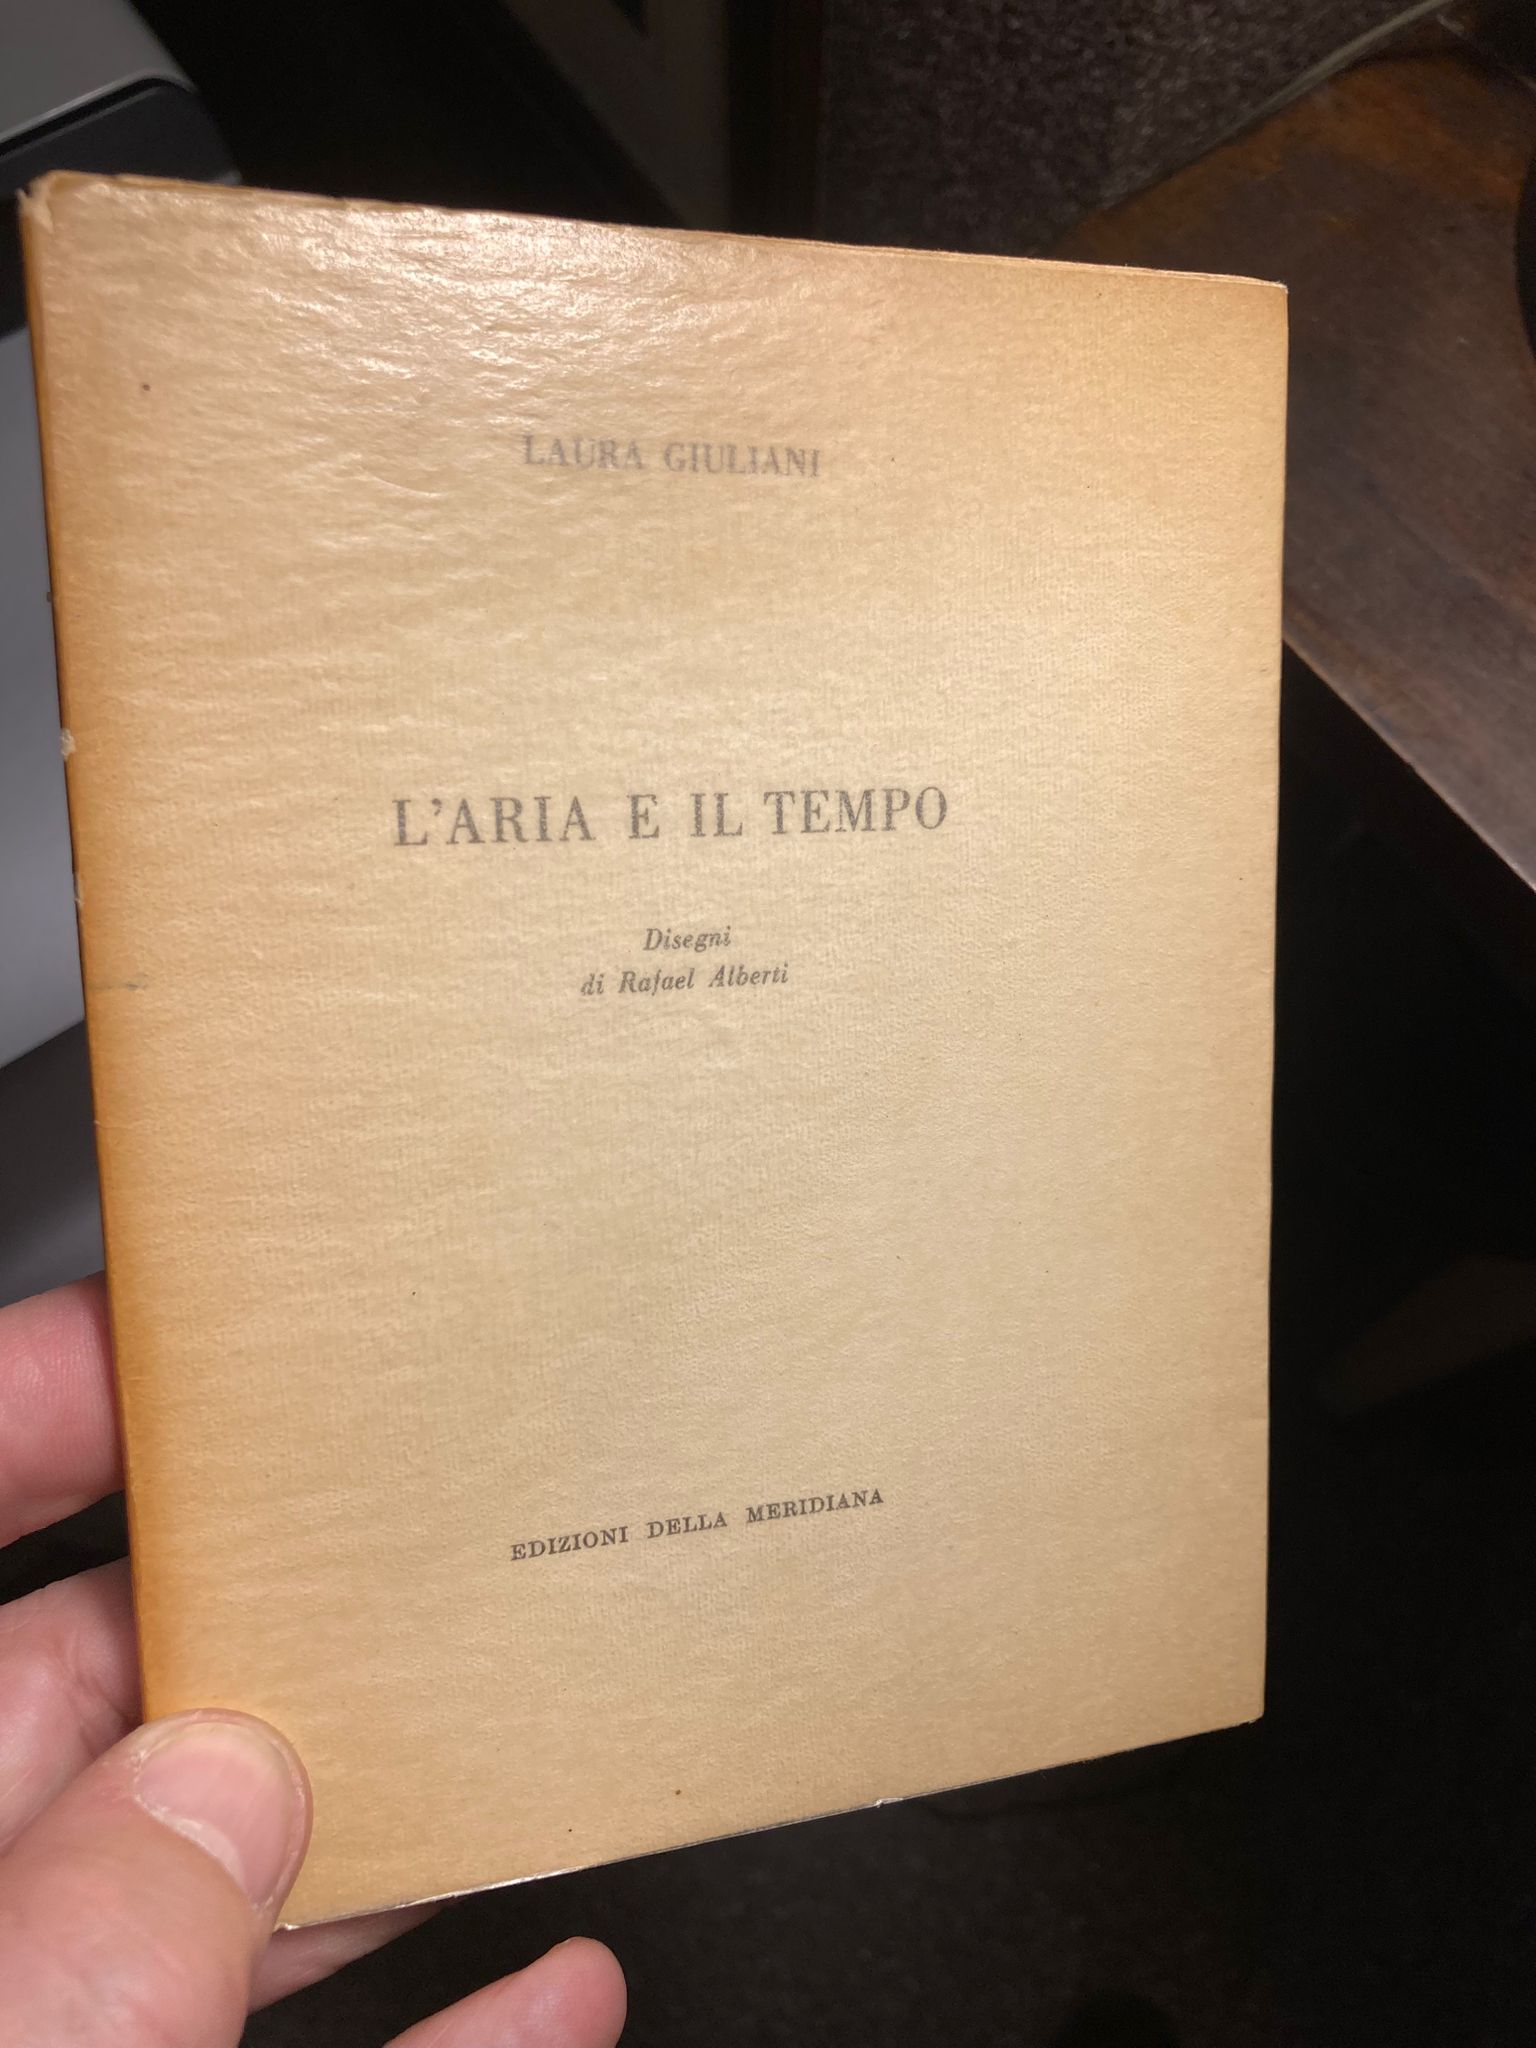 LAURA GIULIANI
L'ARIA E IL TEMPO
Disegni
di Rafael Alberti
EDIZIONI DELLA MERIDIANA